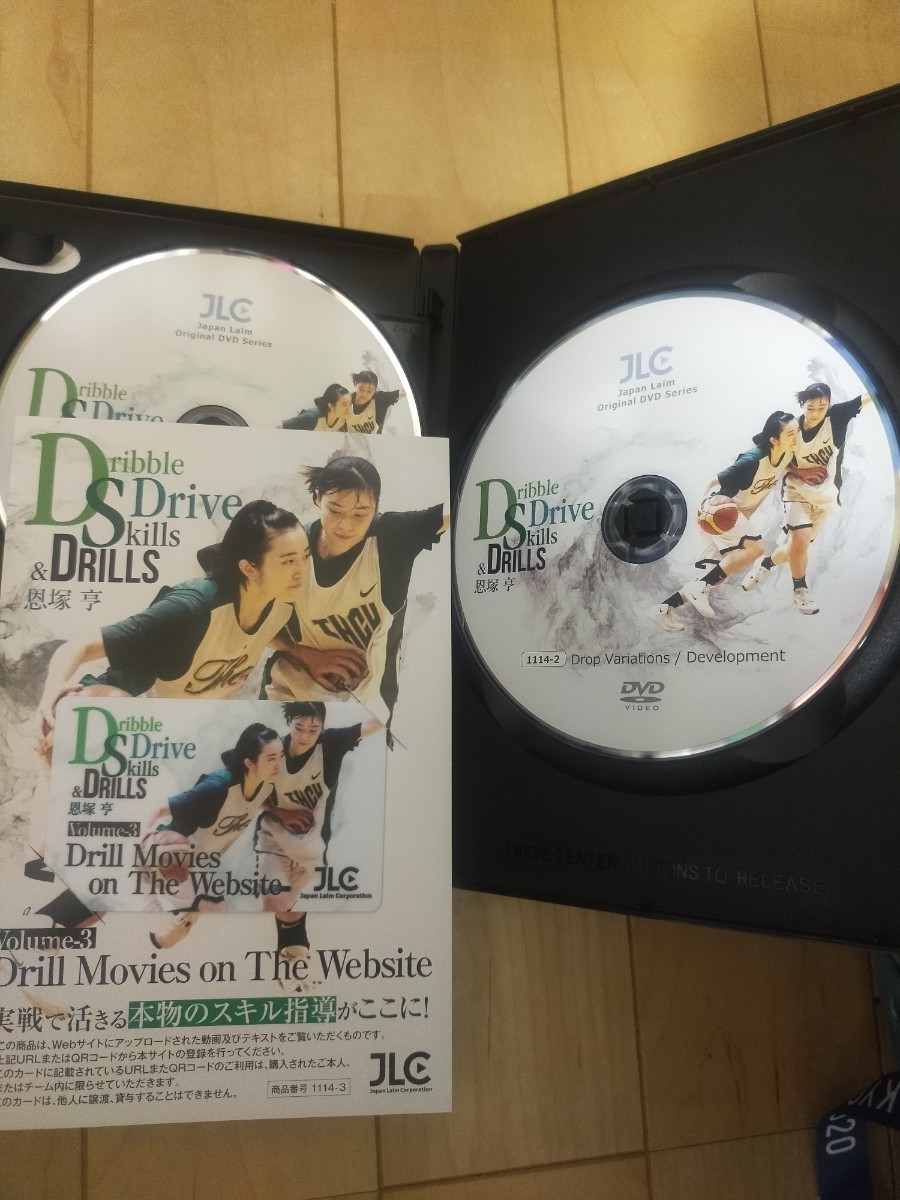 JLC
Japan Laim
Original DVD Series
Dribble
Drive
JLC
Japan Laim
Original DVD Series
Dribble
Drive
Skills
& DRILLS
恩塚 亨
1114-2 Drop Variations / Development
DVD
VIDEO
PRESS CENTER BUTTONS TO RELEASE
Dribble
Drive
Skills
& DRILLS
恩塚 亨
The
THCU
Dribble
Drive
Skills
& DRILLS
恩塚 亨
Volume-3
Drill Movies
on The Website
JLC
Japan Laim Corporation
Volume-3
Drill Movies on The Website
実戦で活きる本物のスキル指導がここに!
この商品は、Webサイトにアップロードされた動画及びテキストをご覧いただくものです。
上記URLまたはQRコードから本サイトの登録を行ってください。
このカードに記載されているURLまたQRコードのご利用は、購入されたご本人、
またはチーム内に限らせていただきます。
このカードは、他人に譲渡、貸与することはできません。
商品番号 1114-3
JLC
Japan Laim Corporation